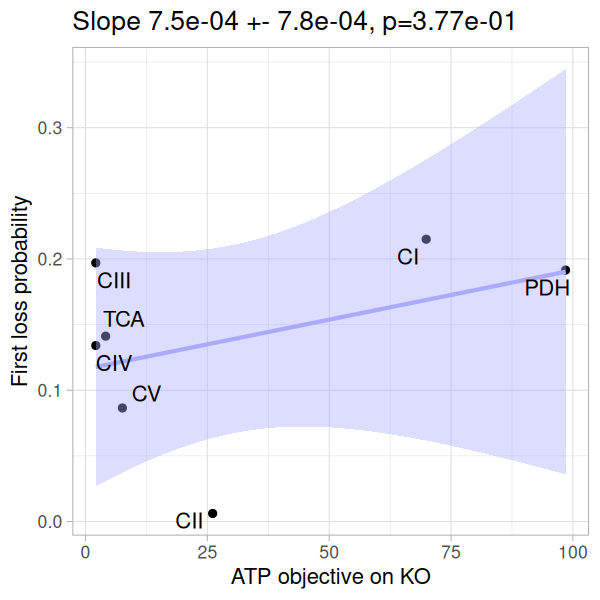 Slope 7.5e-04 +- 7.8e-04, p=3.77e-01
First loss probability
0.3
0.2
0.1
0.0
CIII
TCA
CIV
CV
CII
CI
PDH
0
25
50
75
100
ATP objective on KO